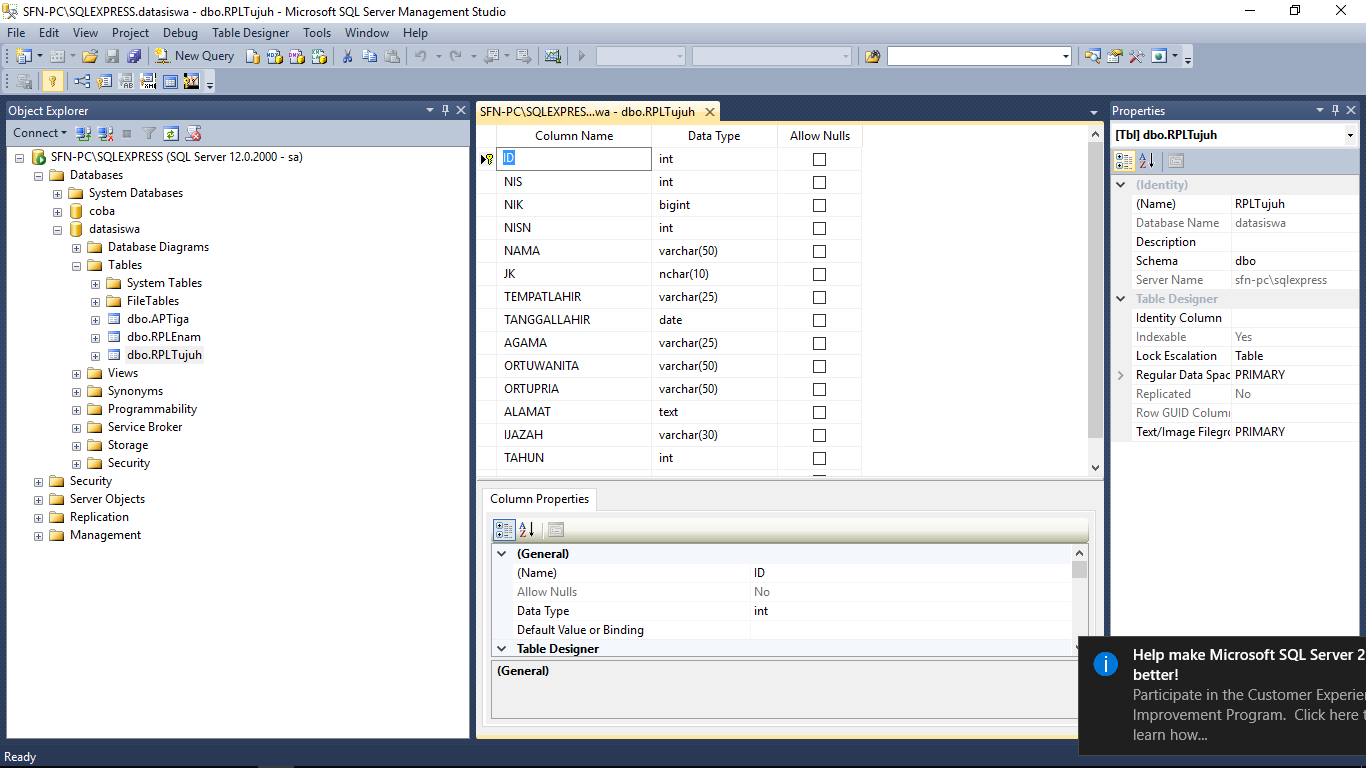 SFN-PC\SQLEXPRESS.datasiswa - dbo.RPLTujuh - Microsoft SQL Server Management Studio
File Edit View Project Debug Table Designer Tools Window Help
New Query
Object Explorer
Connect
SFN-PC\SQLEXPRESS (SQL Server 12.0.2000 - sa)
Databases
System Databases
coba
datasiswa
Database Diagrams
Tables
System Tables
FileTables
dbo.APTiga
dbo.RPLEnam
dbo.RPLTujuh
Views
Synonyms
Programmability
Service Broker
Storage
Security
Security
Server Objects
Replication
Management
SFN-PC\SQLEXPRES...wa - dbo.RPLTujuh
Column Name Data Type Allow Nulls
ID int
NIS int
NIK bigint
NISN int
NAMA varchar(50)
JK nchar(10)
TEMPATLAHIR varchar(25)
TANGGALLAHIR date
AGAMA varchar(25)
ORTUWANITA varchar(50)
ORTUPRIA varchar(50)
ALAMAT text
IJAZAH varchar(30)
TAHUN int
Column Properties
(General)
(Name) ID
Allow Nulls No
Data Type int
Default Value or Binding
Table Designer
(General)
Properties
[Tbl] dbo.RPLTujuh
(Identity)
(Name) RPLTujuh
Database Name datasiswa
Description
Schema dbo
Server Name sfn-pc\sqlexpress
Table Designer
Identity Column
Indexable Yes
Lock Escalation Table
Regular Data Spac PRIMARY
Replicated No
Row GUID Colum
Text/Image Filegr PRIMARY
Help make Microsoft SQL Server 2
better!
Participate in the Customer Experie
Improvement Program. Click here t
learn how...
Ready